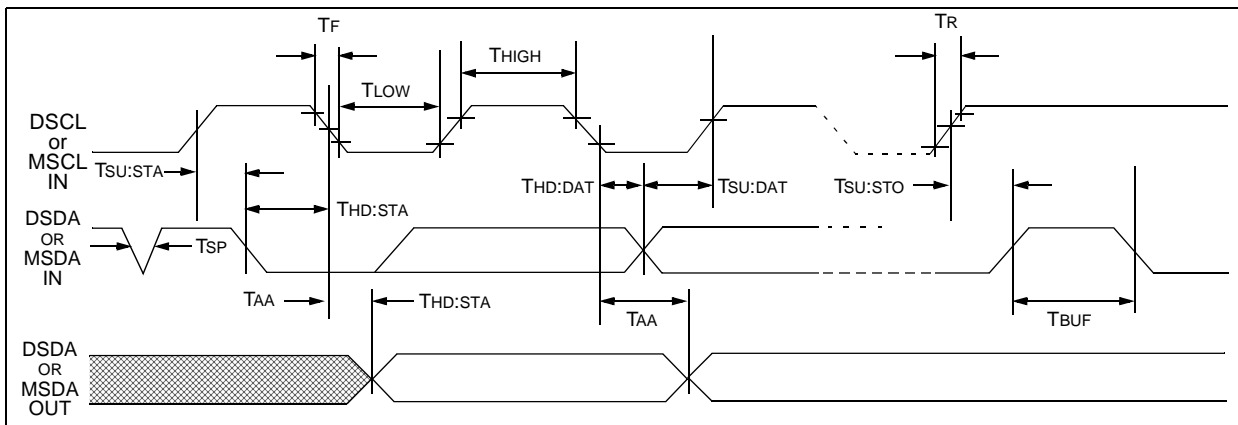 TF
TR
THIGH
TLOW
DSCL
or
MSCL
IN
TSU:STA
THD:DAT
TSU:DAT
TSU:STO
THD:STA
DSDA
OR
MSDA
IN
TSP
TAA
THD:STA
TAA
TBUF
DSDA
OR
MSDA
OUT